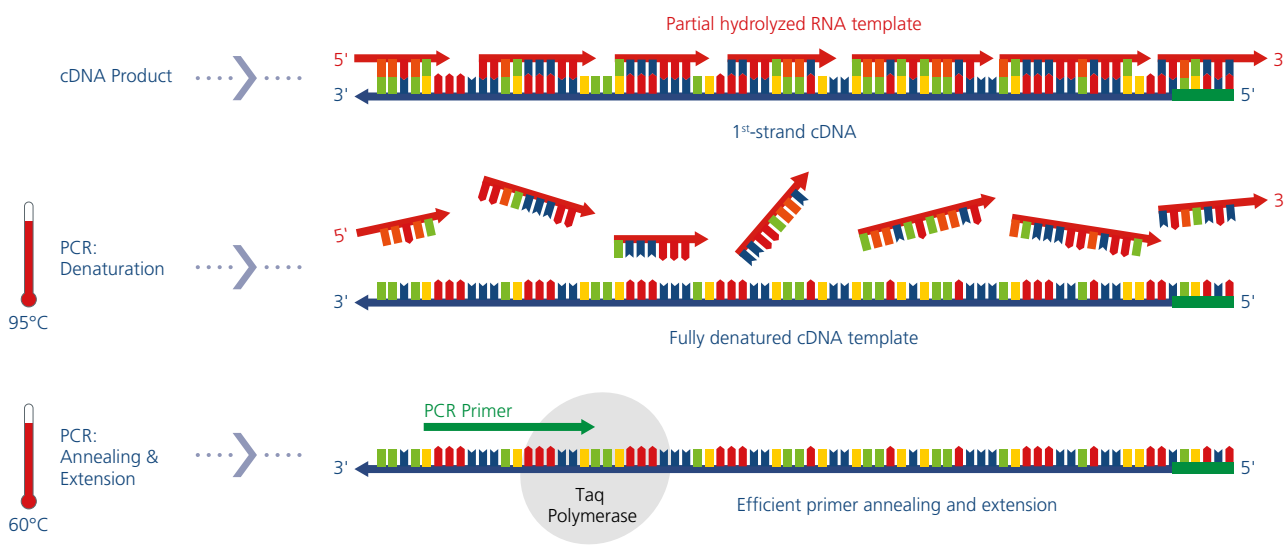 Partial hydrolyzed RNA template
cDNA Product
5'
3
3'
5'
1st-strand cDNA
5'
3
PCR:
Denaturation
3'
5'
95°C
Fully denatured cDNA template
PCR Primer
PCR:
Annealing &
Extension
3'
5'
Taq
Polymerase
Efficient primer annealing and extension
60°C